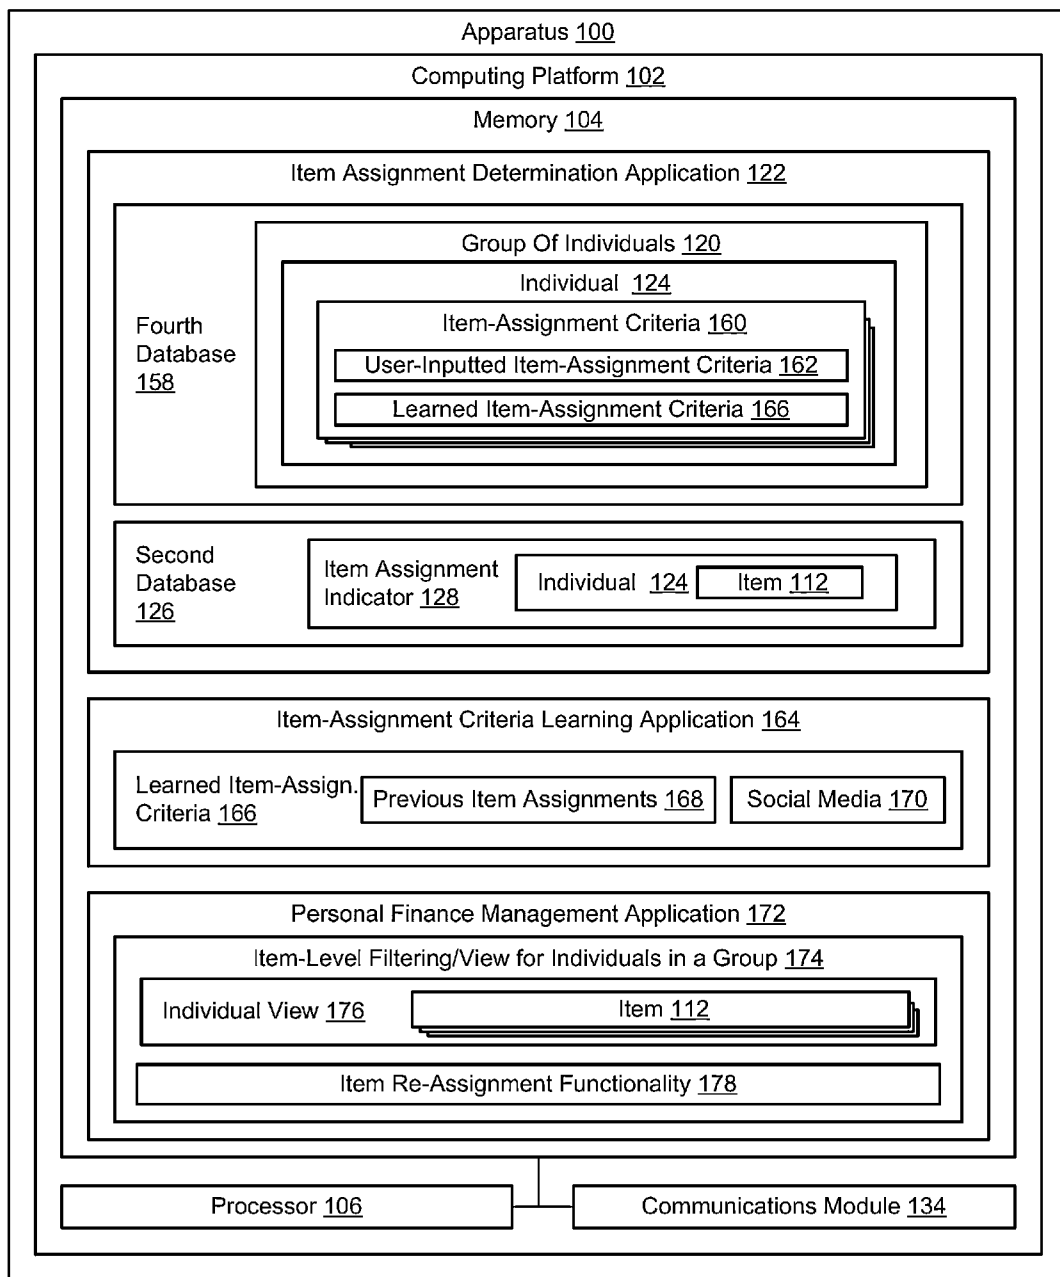 Apparatus 100
Computing Platform 102
Memory 104
Item Assignment Determination Application 122
Group Of Individuals 120
Individual 124
Fourth
Database
158
Item-Assignment Criteria 160
User-Inputted Item-Assignment Criteria 162
Learned Item-Assignment Criteria 166
Second
Database
126
Item Assignment
Indicator 128
Individual 124
Item 112
Item-Assignment Criteria Learning Application 164
Learned Item-Assign.
Criteria 166
Previous Item Assignments 168
Social Media 170
Personal Finance Management Application 172
Item-Level Filtering/View for Individuals in a Group 174
Individual View 176
Item 112
Item Re-Assignment Functionality 178
Processor 106
Communications Module 134